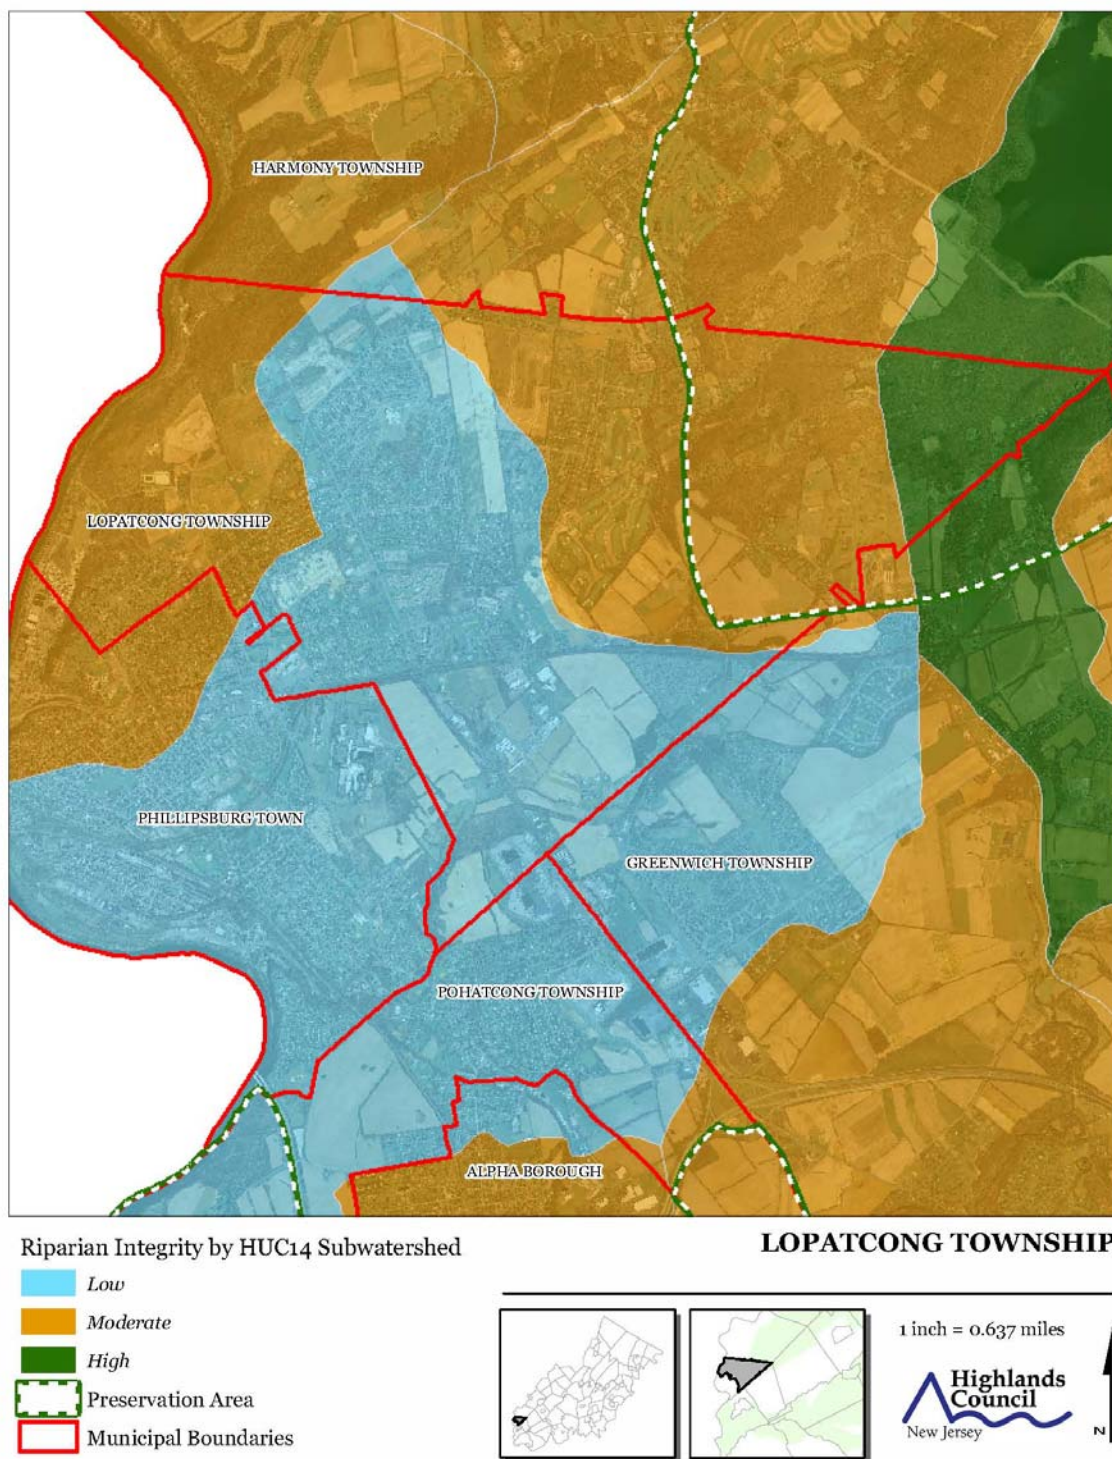 HARMONY TOWNSHIP
LOPATCONG TOWNSHIP
PHILLIPSBURG TOWN
GREENWICH TOWNSHIP
POHATCONG TOWNSHIP
ALPHA BOROUGH
Riparian Integrity by HUC14 Subwatershed
Low
Moderate
High
Preservation Area
Municipal Boundaries
LOPATCONG TOWNSHIP
1 inch = 0.637 miles
Highlands
Council
New Jersey
N